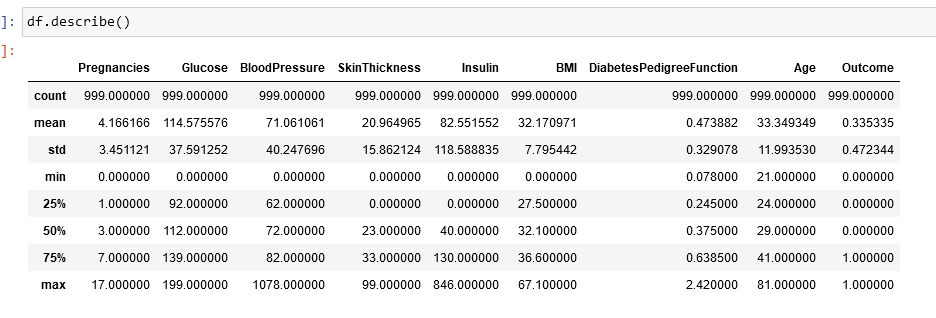 ]: df.describe()
]:
Pregnancies Glucose BloodPressure SkinThickness Insulin BMI DiabetesPedigreeFunction Age Outcome
count 999.000000 999.000000 999.000000 999.000000 999.000000 999.000000 999.000000 999.000000 999.000000
mean 4.166166 114.575576 71.061061 20.964965 82.551552 32.170971 0.473882 33.349349 0.335335
std 3.451121 37.591252 40.247696 15.862124 118.588835 7.795442 0.329078 11.993530 0.472344
min 0.000000 0.000000 0.000000 0.000000 0.000000 0.000000 0.078000 21.000000 0.000000
25% 1.000000 92.000000 62.000000 0.000000 0.000000 27.500000 0.245000 24.000000 0.000000
50% 3.000000 112.000000 72.000000 23.000000 40.000000 32.100000 0.375000 29.000000 0.000000
75% 7.000000 139.000000 82.000000 33.000000 130.000000 36.600000 0.638500 41.000000 1.000000
max 17.000000 199.000000 1078.000000 99.000000 846.000000 67.100000 2.420000 81.000000 1.000000